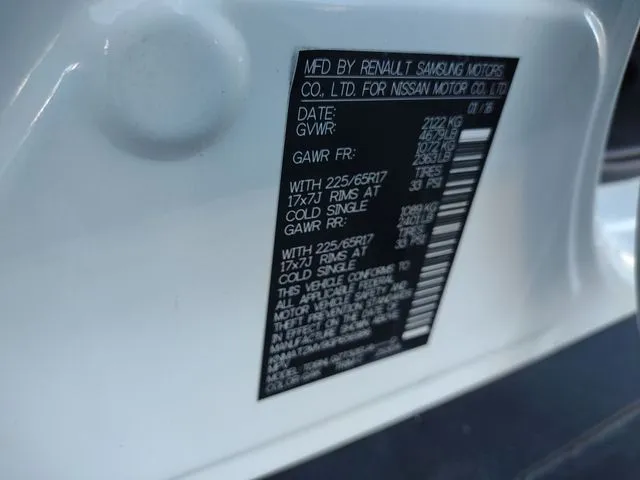 MFD BY RENAULT SAMSUNG MOTORS
CO., LTD. FOR NISSAN MOTOR CO., LTD.
DATE: 01/16
GVWR: 2122 KG
4679 LB
GAWR FR: 1072 KG
2363 LB
WITH 225/65R17 TIRES
17x7J RIMS AT 33 PSI
COLD SINGLE
GAWR RR: 1089 KG
2401 LB
WITH 225/65R17 TIRES
17x7J RIMS AT 33 PSI
COLD SINGLE
THIS VEHICLE CONFORMS TO
ALL APPLICABLE FEDERAL
MOTOR VEHICLE SAFETY AND
THEFT PREVENTION STANDARDS
IN EFFECT ON THE DATE OF
MANUFACTURE SHOWN ABOVE
MPV
MODEL:
COLOR: TRIM: